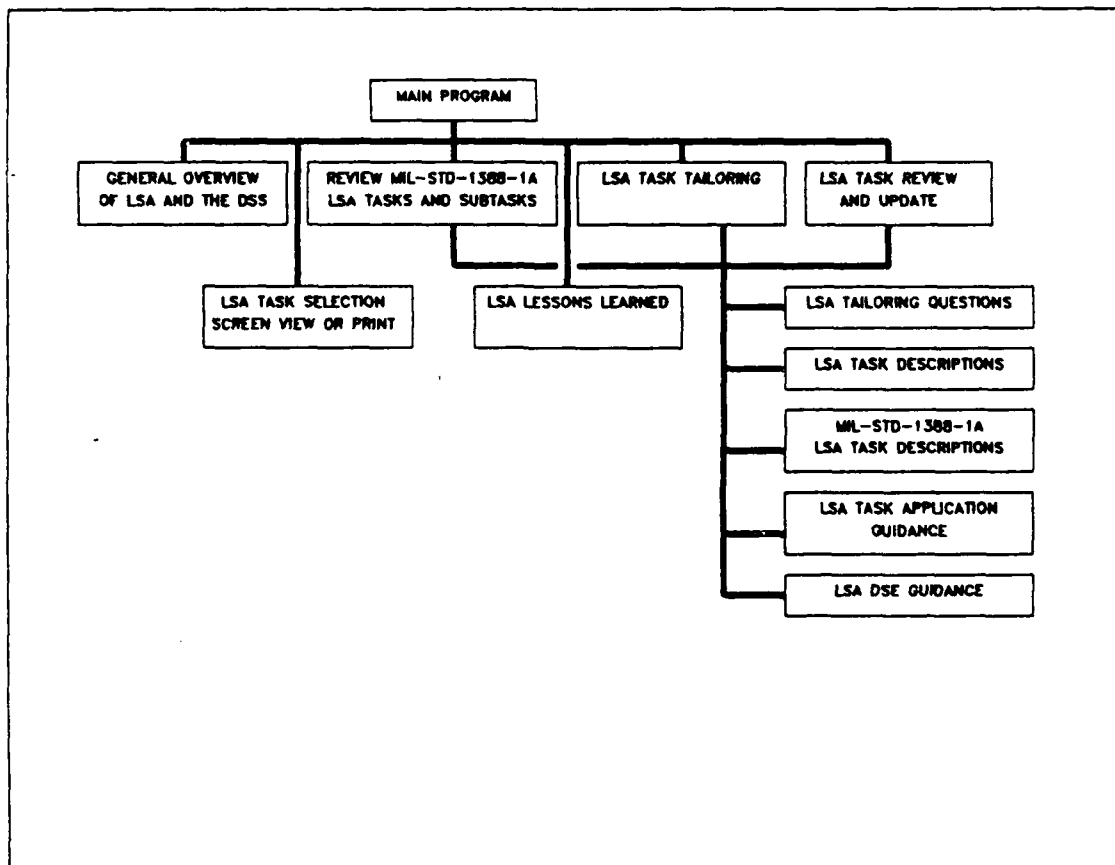 MAIN PROGRAM
GENERAL OVERVIEW
OF LSA AND THE DSS
REVIEW MIL-STD-1388-1A
LSA TASKS AND SUBTASKS
LSA TASK TAILORING
LSA TASK REVIEW
AND UPDATE
LSA TASK SELECTION
SCREEN VIEW OR PRINT
LSA LESSONS LEARNED
LSA TAILORING QUESTIONS
LSA TASK DESCRIPTIONS
MIL-STD-1388-1A
LSA TASK DESCRIPTIONS
LSA TASK APPLICATION
GUIDANCE
LSA DSE GUIDANCE